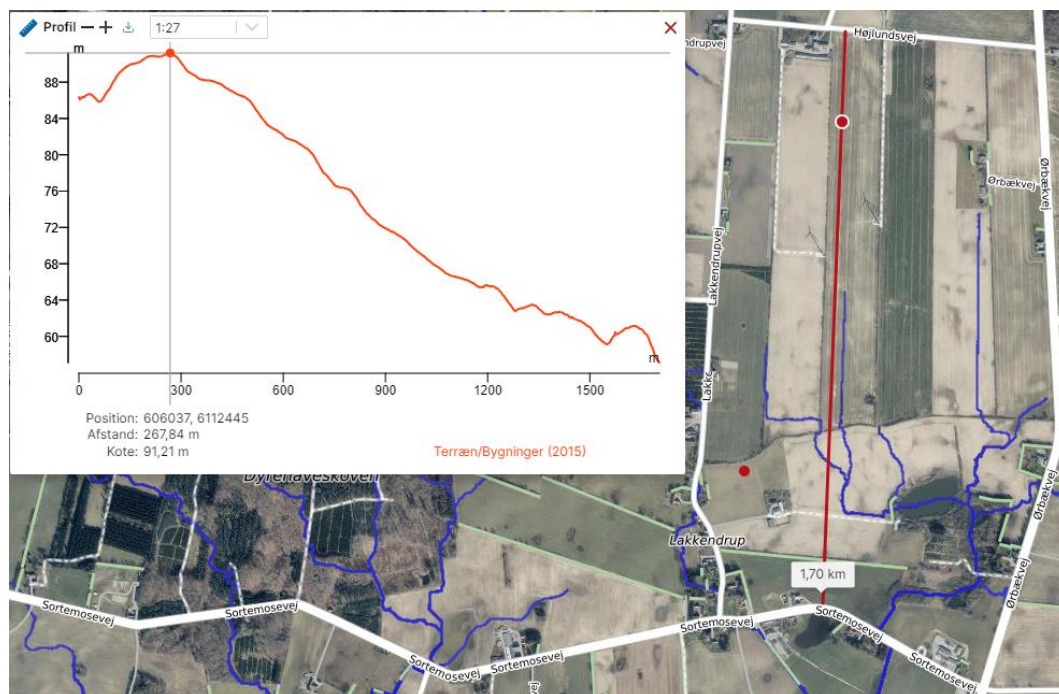 Profil
1:27
m
88
84
80
76
72
68
64
60
m
0
300
600
900
1200
1500
Position: 606037, 6112445
Afstand: 267,84 m
Kote: 91,21 m
Terræn/Bygninger (2015)
endrupvej
Højlundsvej
Ørbækvej
Ørbækvej
Lakkendrupvej
Lakke
Dyrehaveskoven
Lakkendrup
Ørbækvej
1,70 km
Sortemosevej
Sortemosevej
Sortemosevej
Sortemosevej
Sortemosevej
Sortemosevej